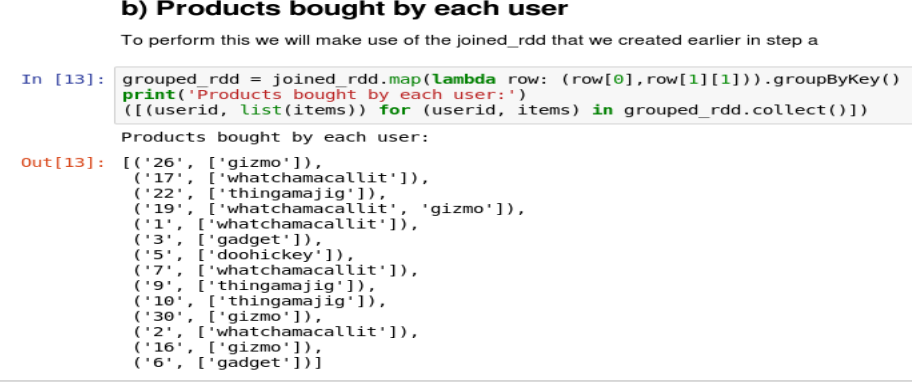 b) Products bought by each user
To perform this we will make use of the joined_rdd that we created earlier in step a
In [13]: grouped_rdd = joined_rdd.map(lambda row: (row[0],row[1][1])).groupByKey()
print('Products bought by each user:')
([(userid, list(items)) for (userid, items) in grouped_rdd.collect()])
Products bought by each user:
Out[13]: [('26', ['gizmo']),
('17', ['whatchamacallit']),
('22', ['thingamajig']),
('19', ['whatchamacallit', 'gizmo']),
('1', ['whatchamacallit']),
('3', ['gadget']),
('5', ['doohickey']),
('7', ['whatchamacallit']),
('9', ['thingamajig']),
('10', ['thingamajig']),
('30', ['gizmo']),
('2', ['whatchamacallit']),
('16', ['gizmo']),
('6', ['gadget'])]